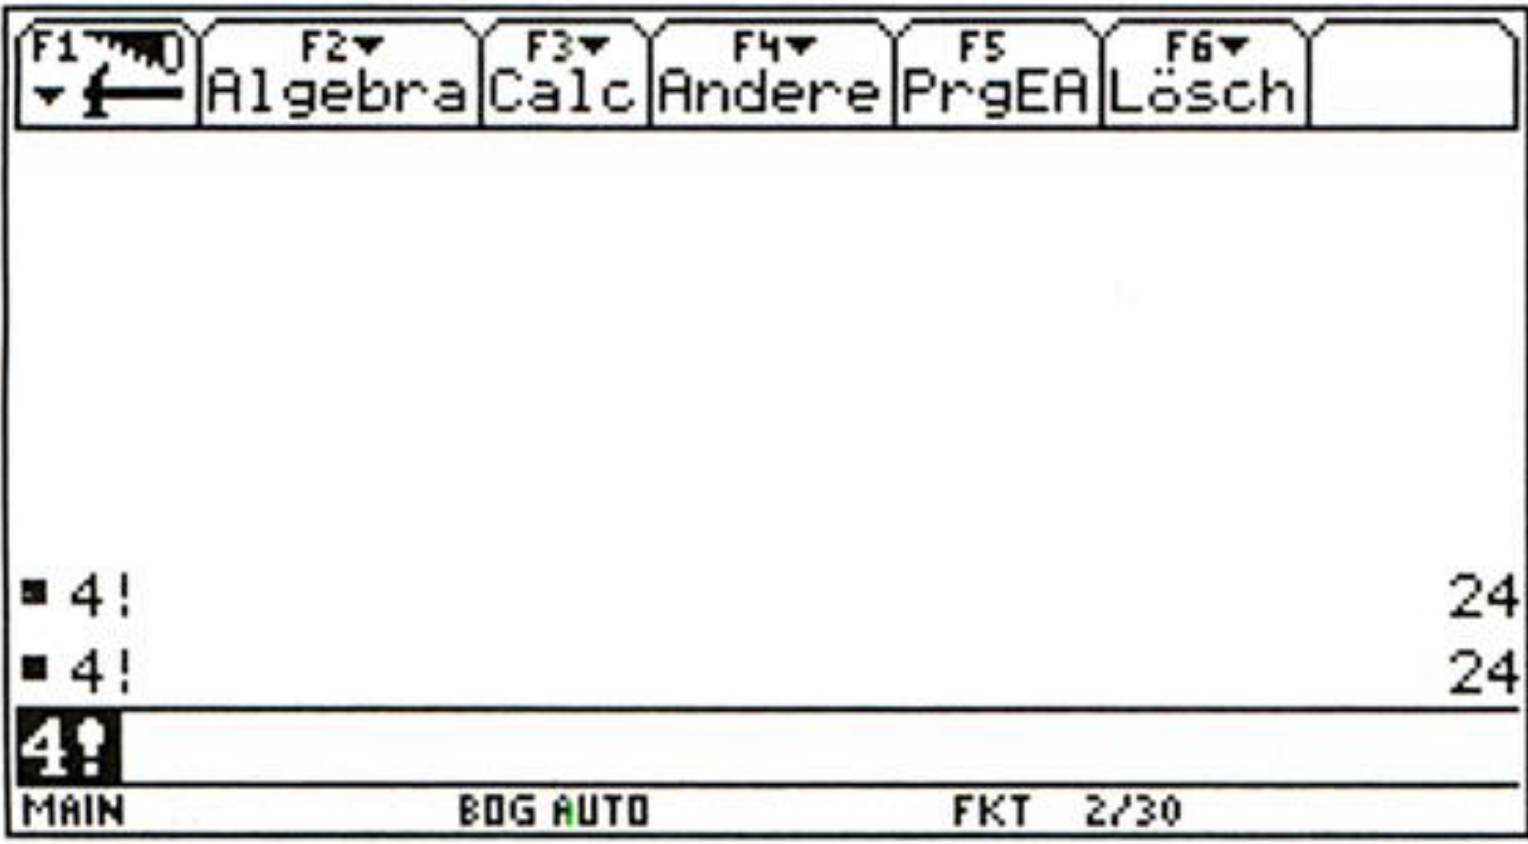 F1 F2 F3 F4 F5 F6
Algebra Calc Andere PrgEA Lösch
4! 24
4! 24
4!
MAIN BOG AUTO FKT 2/30